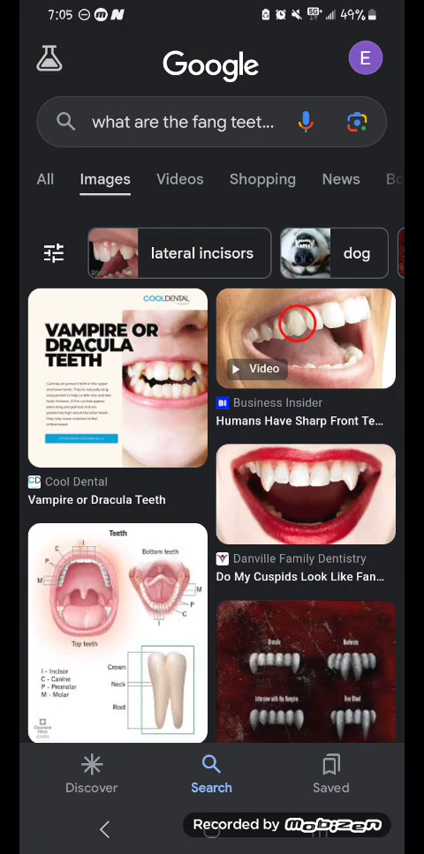 7:05
5G+
49%
Google
E
what are the fang teet...
All Images Videos Shopping News Bo
lateral incisors
dog
COOLDENTAL
VAMPIRE OR
DRACULA
TEETH
Video
Business Insider
Humans Have Sharp Front Te...
Cool Dental
Vampire or Dracula Teeth
Danville Family Dentistry
Do My Cuspids Look Like Fan...
Teeth
Bottom teeth
C
I
P
M
Top teeth
M
P
C
I
I - Incisor
C - Canine
P - Premolar
M - Molar
Crown
Neck
Root
Dracula
Interview with the Vampire
True Blood
Discover Search Saved
Recorded by Mobizen